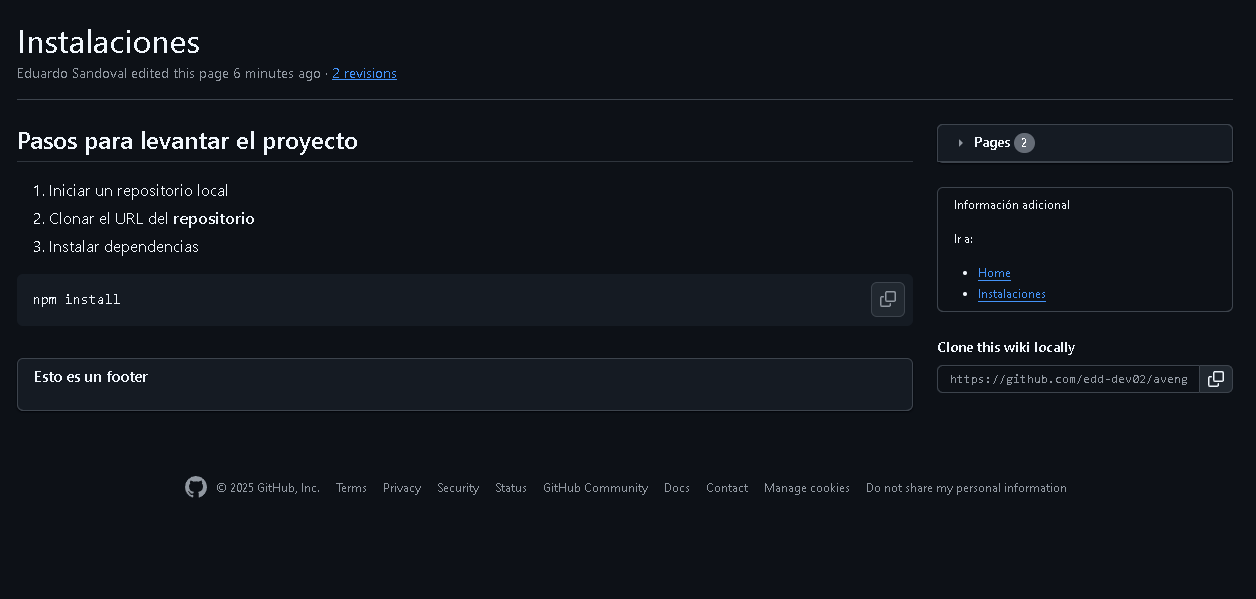 Instalaciones
Eduardo Sandoval edited this page 6 minutes ago · 2 revisions
Pasos para levantar el proyecto
1. Iniciar un repositorio local
2. Clonar el URL del repositorio
3. Instalar dependencias
npm install
Esto es un footer
Pages 2
Información adicional
Ir a:
• Home
• Instalaciones
Clone this wiki locally
https://github.com/edd-dev02/aveng
© 2025 GitHub, Inc. Terms Privacy Security Status GitHub Community Docs Contact Manage cookies Do not share my personal information